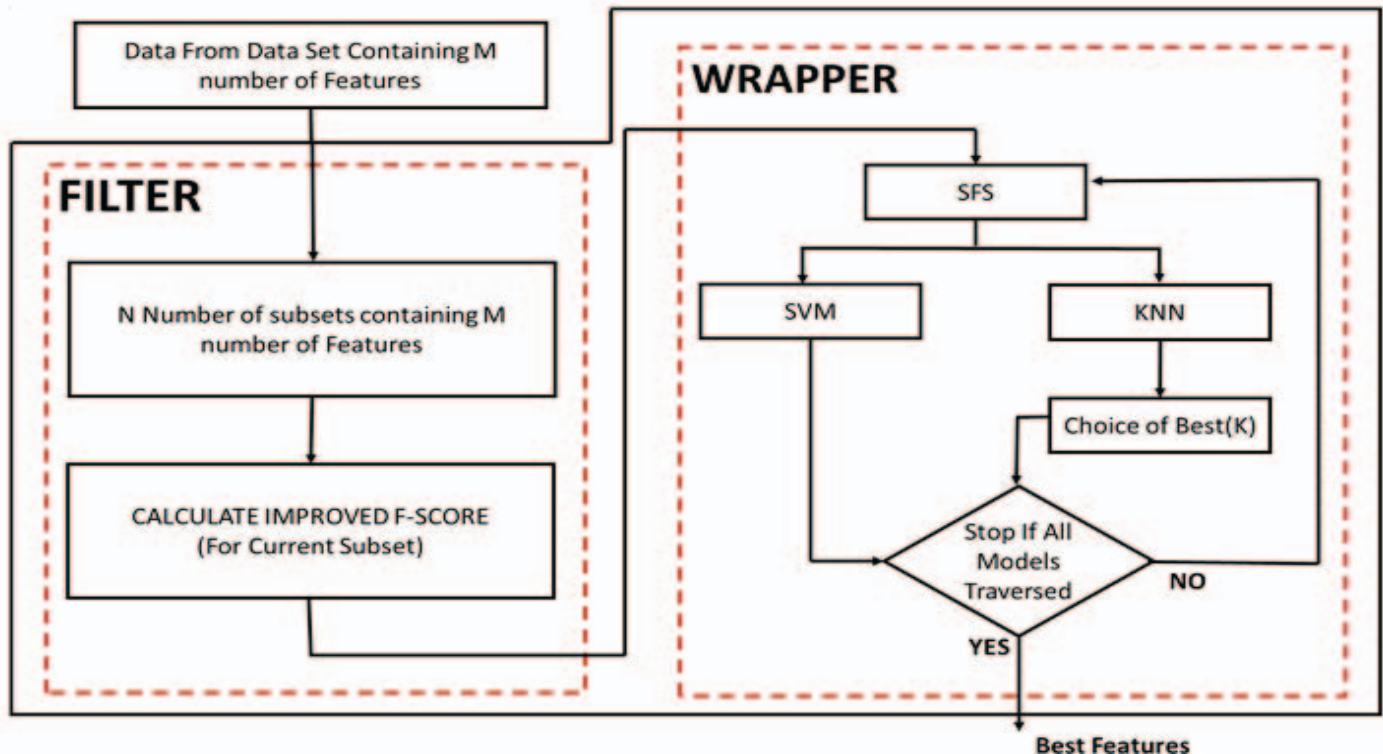 Data From Data Set Containing M
number of Features
FILTER
N Number of subsets containing M
number of Features
CALCULATE IMPROVED F-SCORE
(For Current Subset)
WRAPPER
SFS
SVM
KNN
Choice of Best(K)
Stop If All
Models
Traversed
NO
YES
Best Features